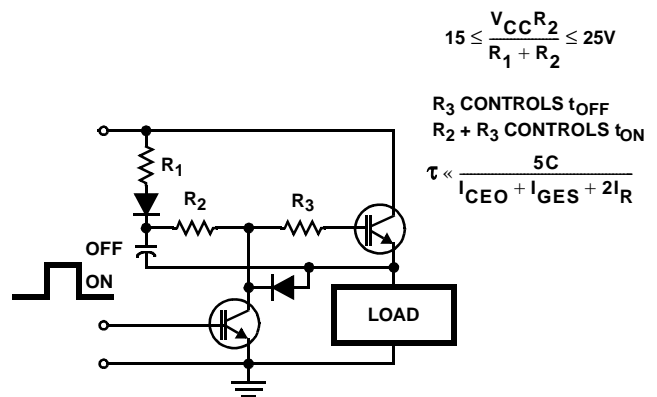 15 ≤ V_CC R_2 / (R_1 + R_2) ≤ 25V
R_3 CONTROLS t_OFF
R_2 + R_3 CONTROLS t_ON
τ « 5C / (I_CEO + I_GES + 2I_R)
R_1
R_2
R_3
OFF
ON
LOAD